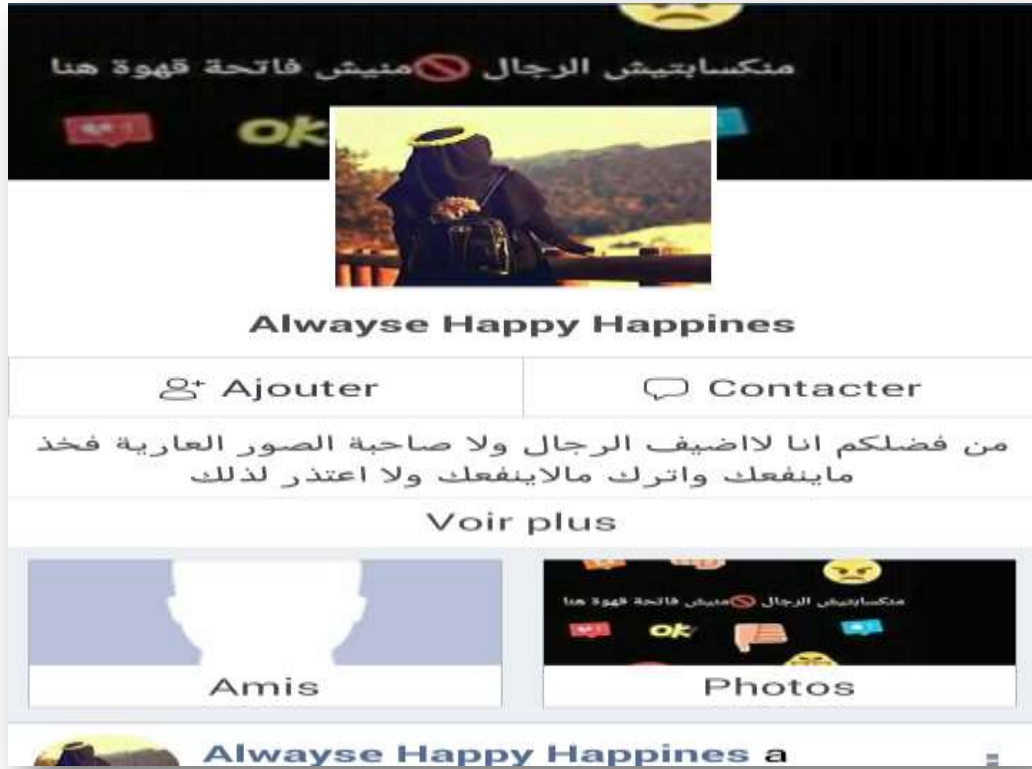 منكسابتيش الرجال 🚫منيش فاتحة قهوة هنا
OK
Alwayse Happy Happines
Ajouter
Contacter
من فضلكم انا لااضيف الرجال ولا صاحبة الصور العارية فخذ
ماينفعك واترك مالاينفعك ولا اعتذر لذلك
Voir plus
منكسابتيش الرجال 🚫منيش فاتحة قهوة هنا
OK
Amis
Photos
Alwayse Happy Happines a